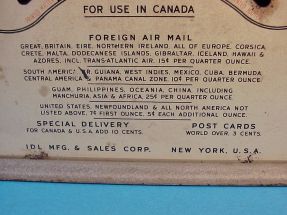 FOR USE IN CANADA
FOREIGN AIR MAIL
GREAT BRITAIN, EIRE, NORTHERN IRELAND, ALL OF EUROPE, CORSICA
CRETE, MALTA, DODECANESE ISLANDS, GIBRALTAR, ICELAND, HAWAII &
AZORES, INCL. TRANS-ATLANTIC AIR. 15¢ PER QUARTER OUNCE.
SOUTH AMERICA, GUIANA, WEST INDIES, MEXICO, CUBA, BERMUDA
CENTRAL AMERICA & PANAMA CANAL ZONE, 10¢ PER QUARTER OUNCE.
GUAM, PHILIPPINES, OCEANIA, CHINA INCLUDING
MANCHURIA, ASIA & AFRICA, 25¢ PER QUARTER OUNCE.
UNITED STATES, NEWFOUNDLAND & ALL NORTH AMERICA NOT
LISTED ABOVE, 7¢ FIRST OUNCE, 5¢ EACH ADDITIONAL OUNCE.
SPECIAL DELIVERY
FOR CANADA & U.S.A. ADD 10 CENTS.
POST CARDS
WORLD OVER, 3 CENTS.
IDL MFG. & SALES CORP. NEW YORK, U.S.A.